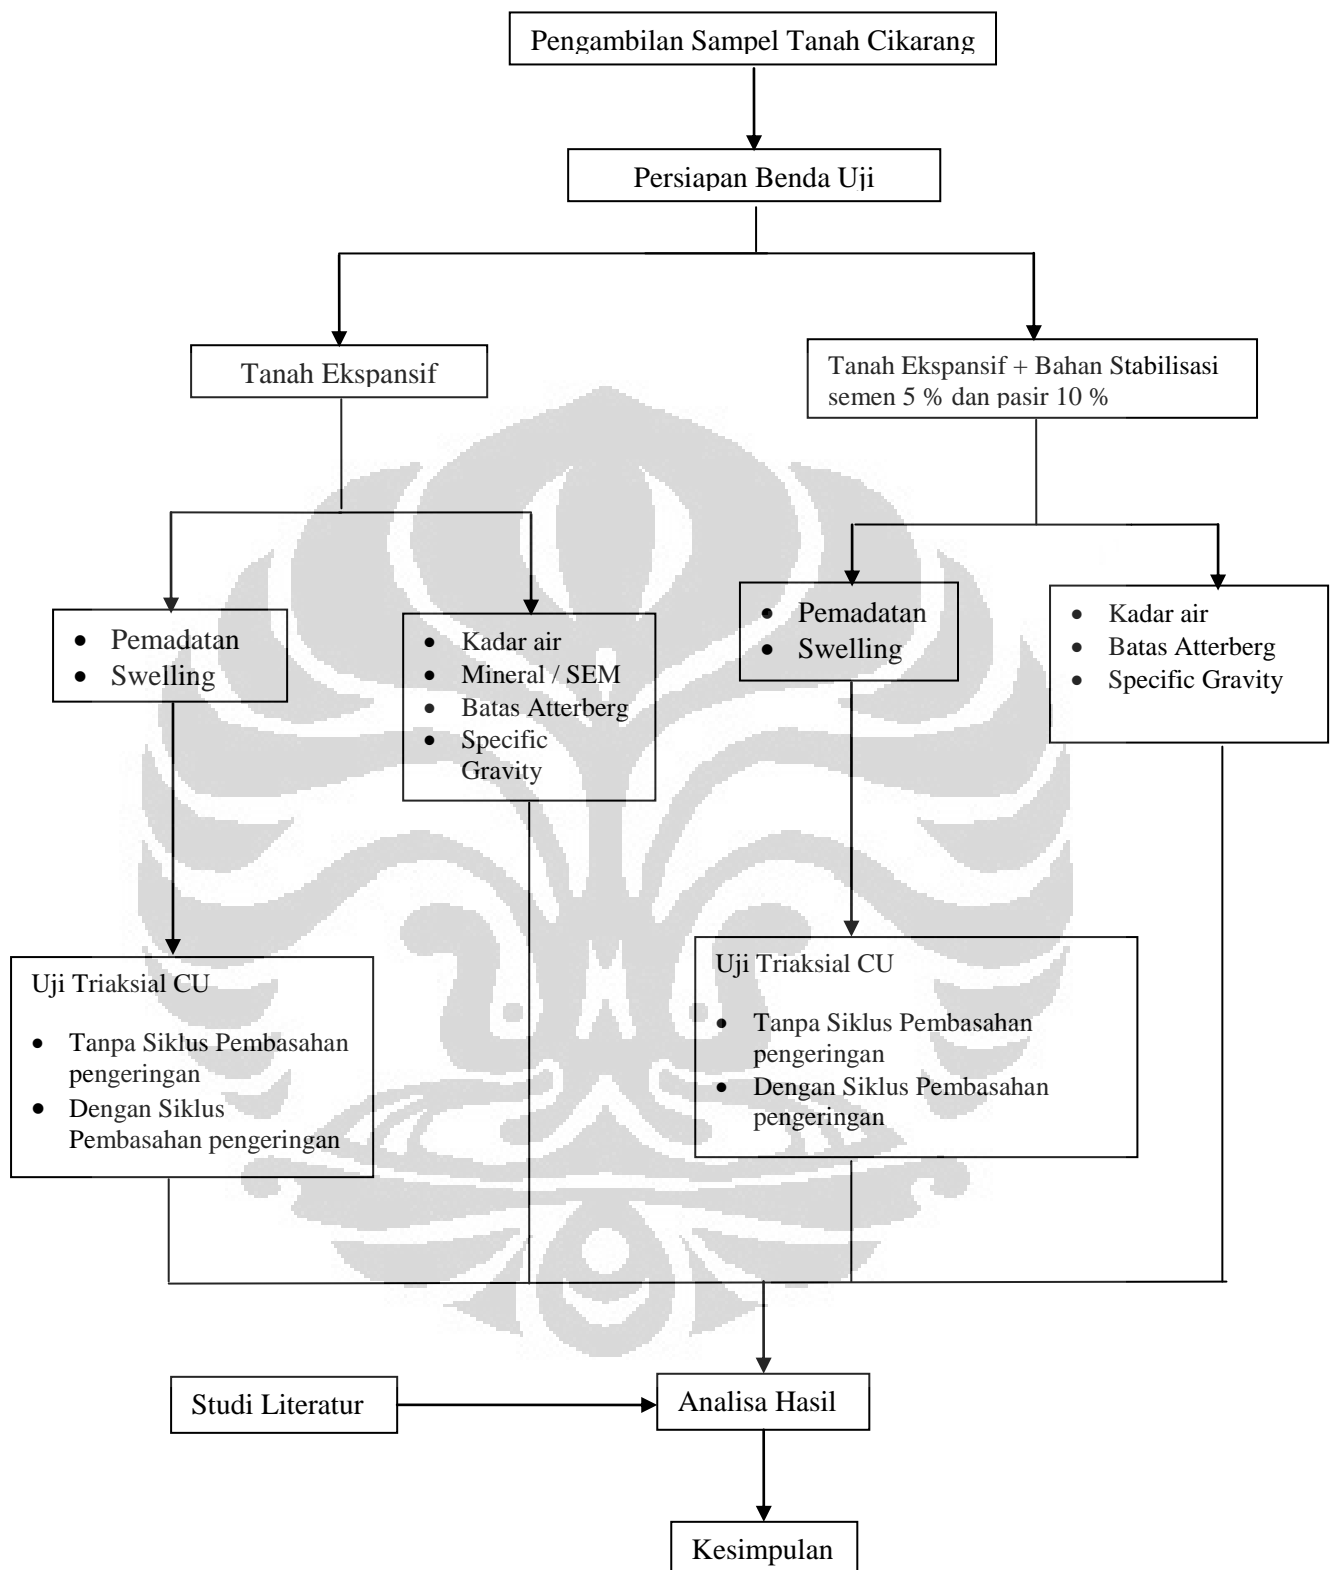 Pengambilan Sampel Tanah Cikarang
Persiapan Benda Uji
Tanah Ekspansif
Tanah Ekspansif + Bahan Stabilisasi
semen 5 % dan pasir 10 %
• Pemadatan
• Swelling
• Kadar air
• Mineral / SEM
• Batas Atterberg
• Specific
Gravity
• Pemadatan
• Swelling
• Kadar air
• Batas Atterberg
• Specific Gravity
Uji Triaksial CU
• Tanpa Siklus Pembasahan
pengeringan
• Dengan Siklus
Pembasahan pengeringan
Uji Triaksial CU
• Tanpa Siklus Pembasahan
pengeringan
• Dengan Siklus Pembasahan
pengeringan
Studi Literatur
Analisa Hasil
Kesimpulan